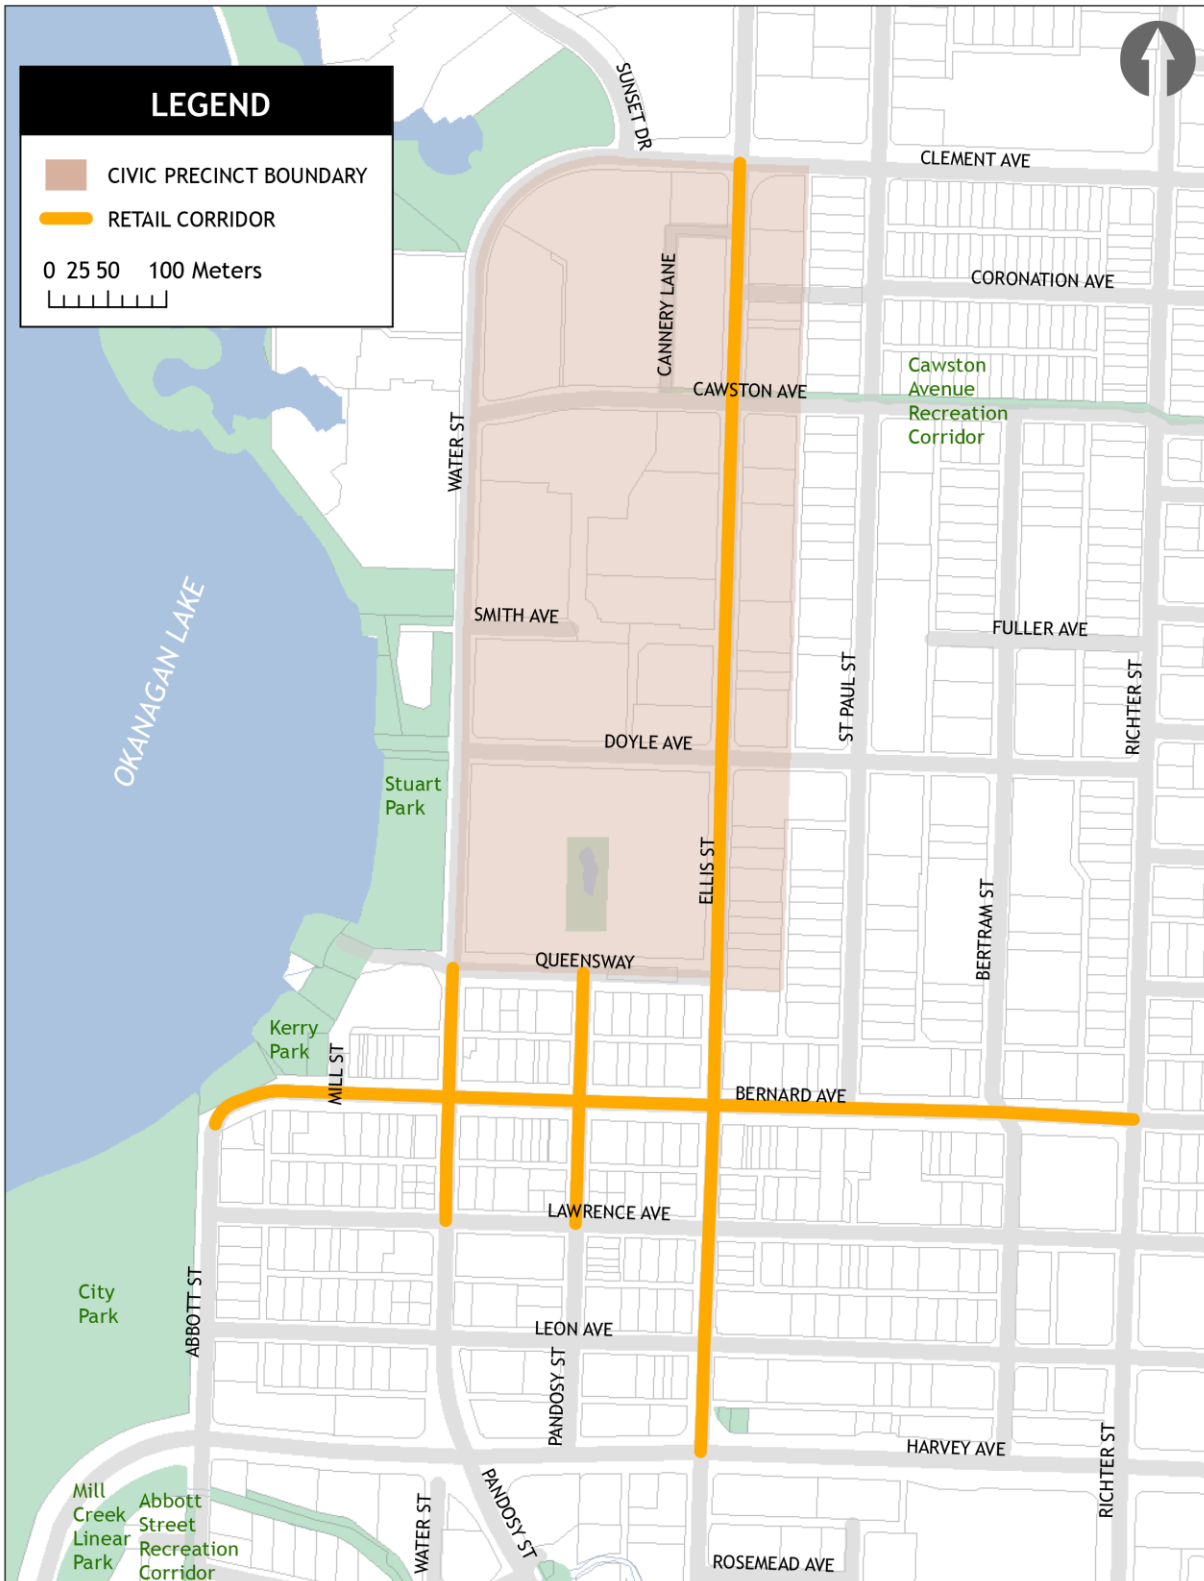 LEGEND
CIVIC PRECINCT BOUNDARY
RETAIL CORRIDOR
0 25 50 100 Meters
SUNSET DR
CLEMENT AVE
CORONATION AVE
CANNERY LANE
CAWSTON AVE
Cawston
Avenue
Recreation
Corridor
WATER ST
OKANAGAN LAKE
SMITH AVE
FULLER AVE
ST PAUL ST
RICHTER ST
DOYLE AVE
Stuart
Park
ELLIS ST
BERTRAM ST
QUEENSWAY
Kerry
Park
MILL ST
BERNARD AVE
LAWRENCE AVE
City
Park
ABBOTT ST
LEON AVE
PANDOSY ST
HARVEY AVE
RICHTER ST
Mill
Creek
Linear
Park
Abbott
Street
Recreation
Corridor
WATER ST
PANDOSY ST
ROSEMEAD AVE